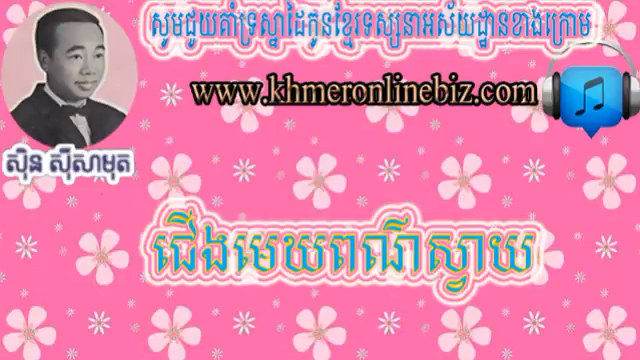 សូមជួយគាំទ្រស្នាដៃកូនខ្មែរទស្សនាអស័យដ្ឋានខាងក្រោម
www.khmeronlinebiz.com
ស៊ិន ស៊ីសាមុត
ជើងមេឃពណ៌ស្វាយ